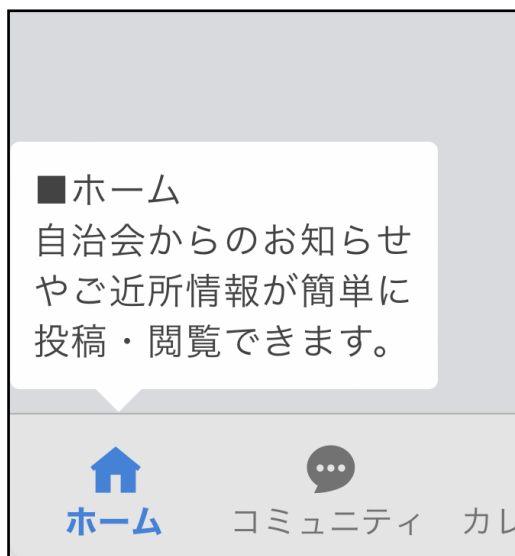 ■ホーム
自治会からのお知らせ
やご近所情報が簡単に
投稿・閲覧できます。
ホーム
コミュニティ
カレ